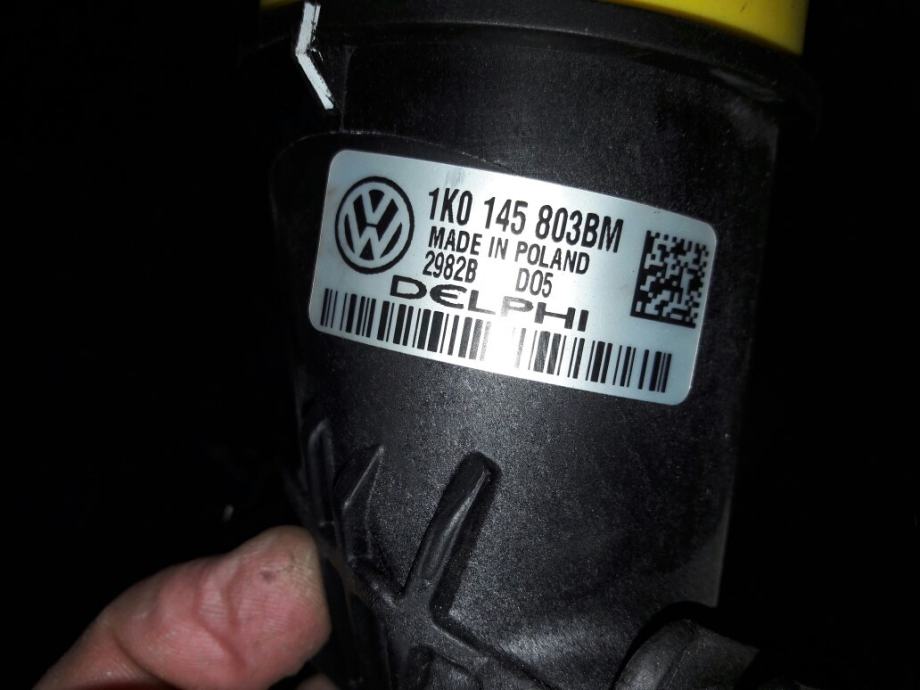 1K0 145 803BM
MADE IN POLAND
2982B D05
DELPHI